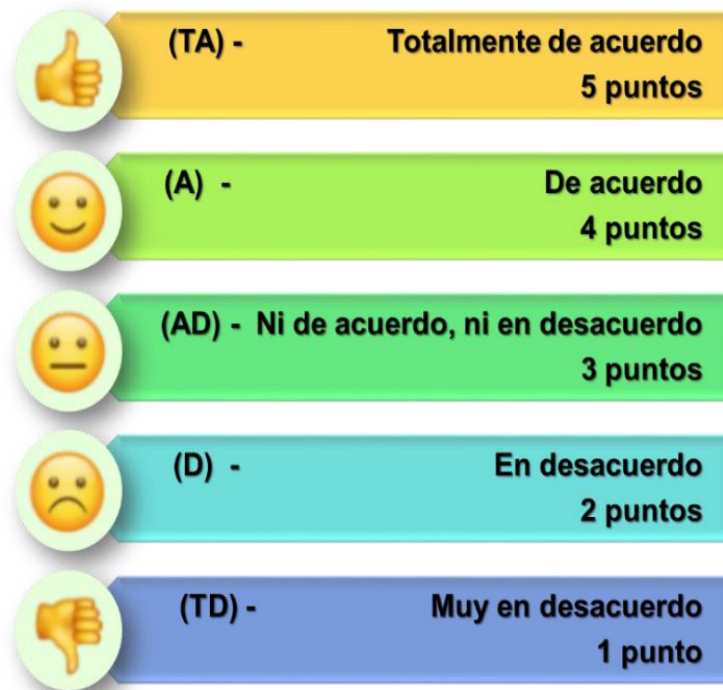 (TA) - Totalmente de acuerdo
5 puntos
(A) - De acuerdo
4 puntos
(AD) - Ni de acuerdo, ni en desacuerdo
3 puntos
(D) - En desacuerdo
2 puntos
(TD) - Muy en desacuerdo
1 punto